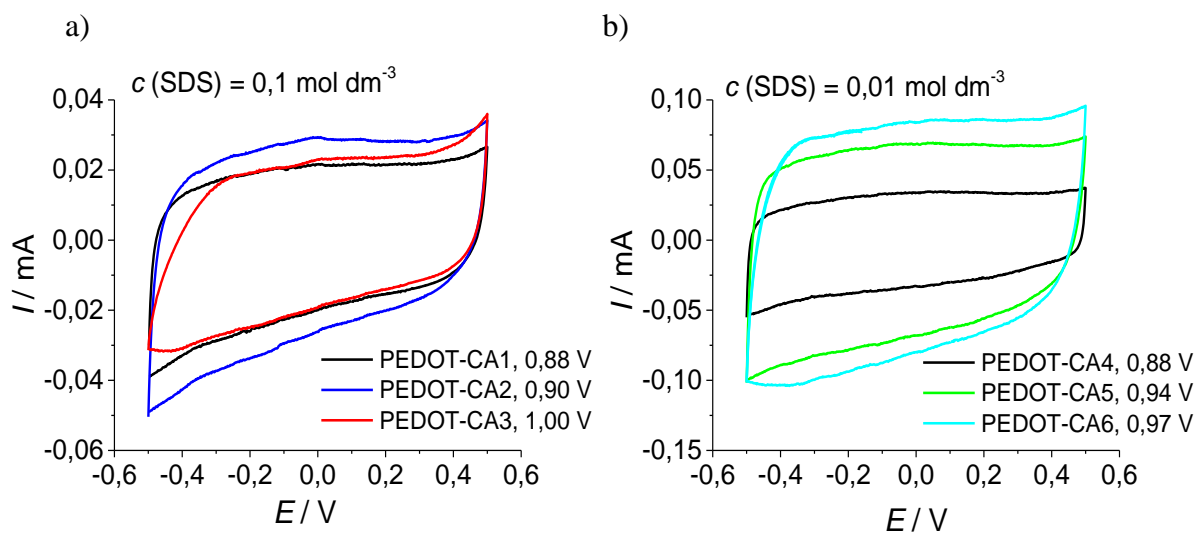 a)
c (SDS) = 0,1 mol dm⁻³
0,04
0,02
0,00
-0,02
-0,04
-0,06
I / mA
PEDOT-CA1, 0,88 V
PEDOT-CA2, 0,90 V
PEDOT-CA3, 1,00 V
-0,6 -0,4 -0,2 0,0 0,2 0,4 0,6
E / V
b)
c (SDS) = 0,01 mol dm⁻³
0,10
0,05
0,00
-0,05
-0,10
-0,15
I / mA
PEDOT-CA4, 0,88 V
PEDOT-CA5, 0,94 V
PEDOT-CA6, 0,97 V
-0,6 -0,4 -0,2 0,0 0,2 0,4 0,6
E / V